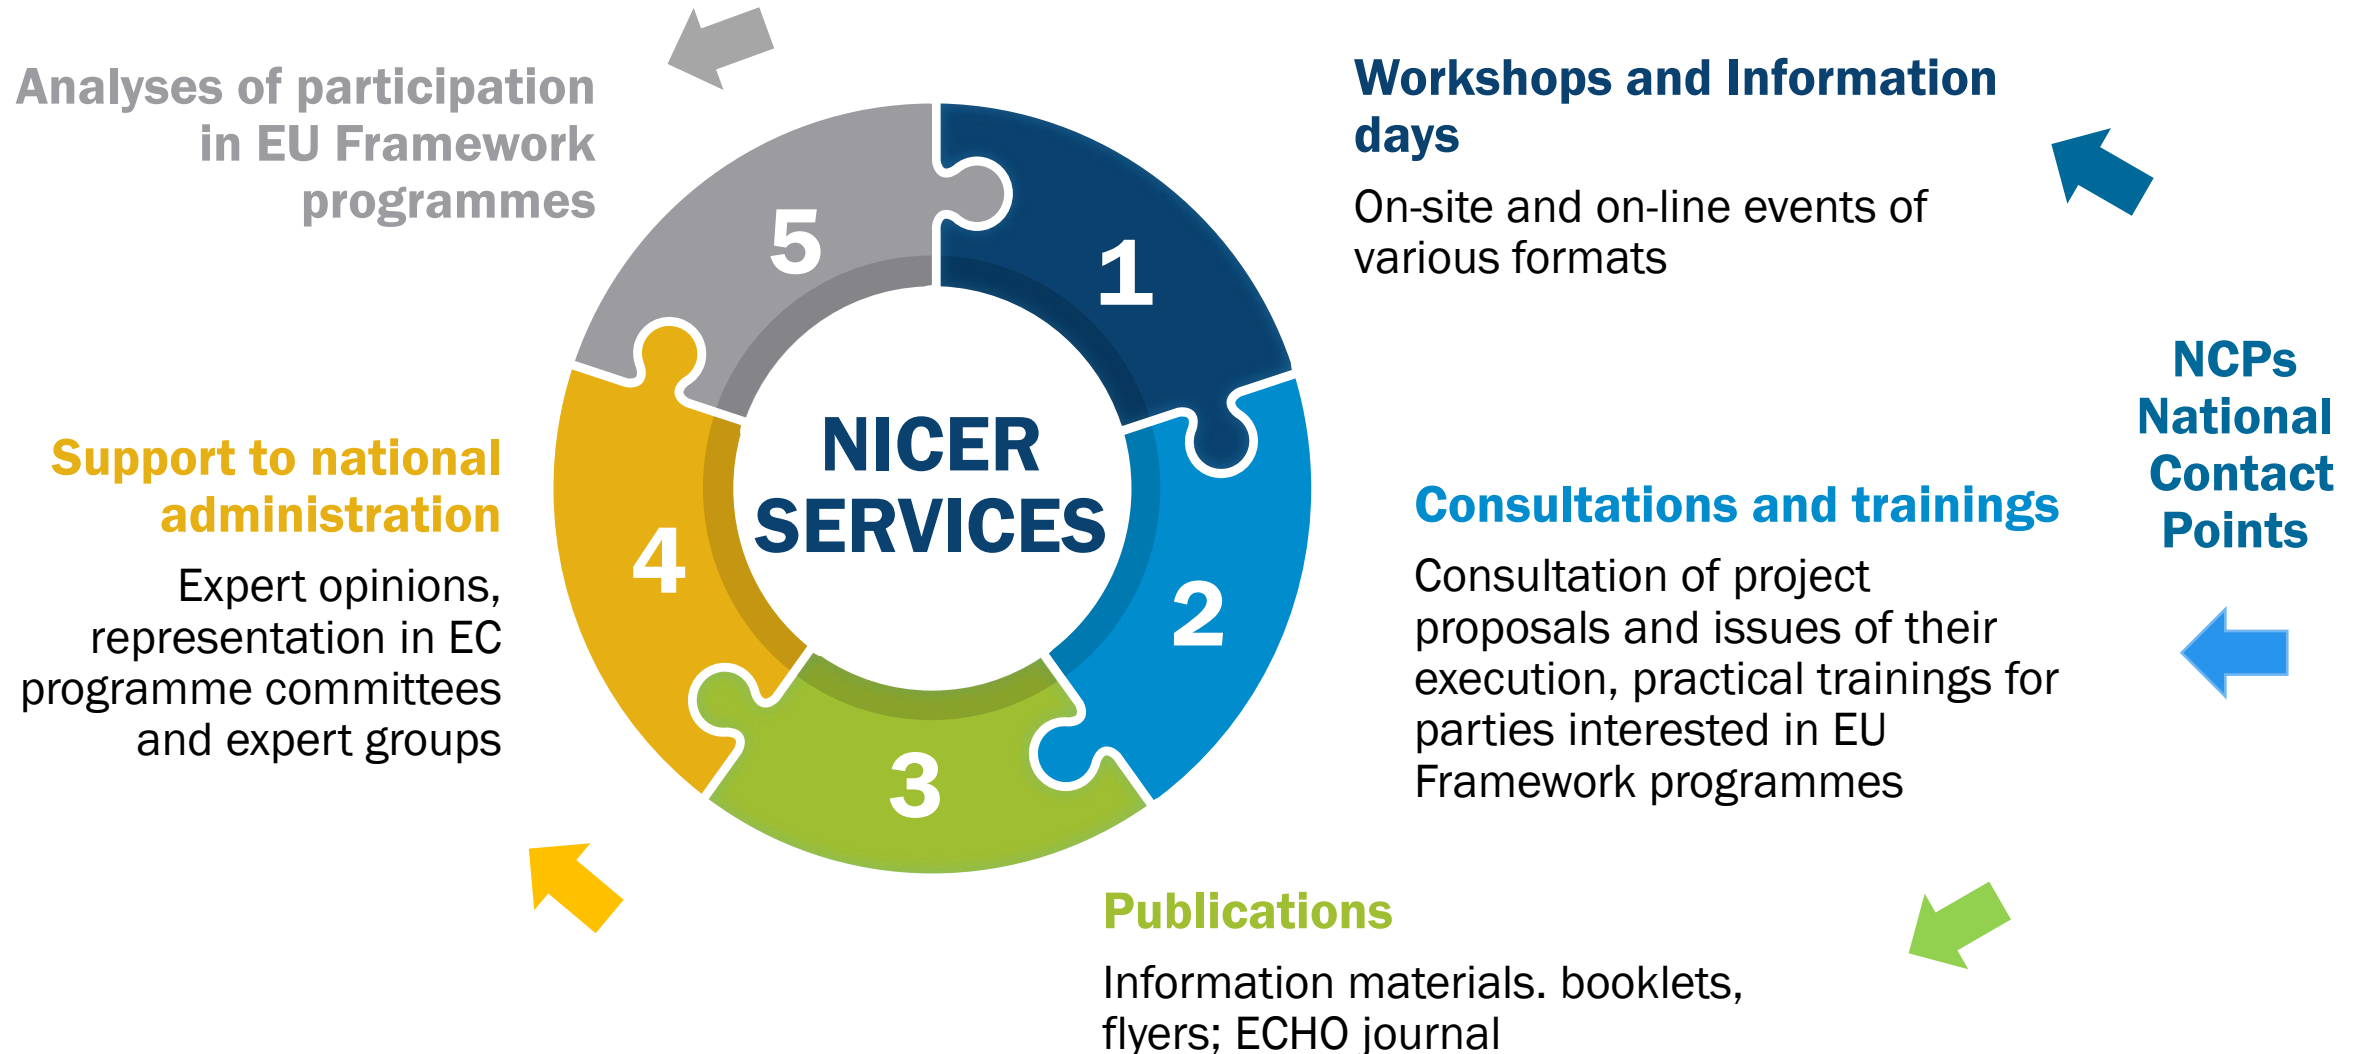 Analyses of participation
in EU Framework
programmes
Workshops and Information
days
On-site and on-line events of
various formats
5
1
NICER
SERVICES
NCPs
National
Contact
Points
Support to national
administration
Expert opinions,
representation in EC
programme committees
and expert groups
4
2
Consultations and trainings
Consultation of project
proposals and issues of their
execution, practical trainings for
parties interested in EU
Framework programmes
3
Publications
Information materials. booklets,
flyers; ECHO journal